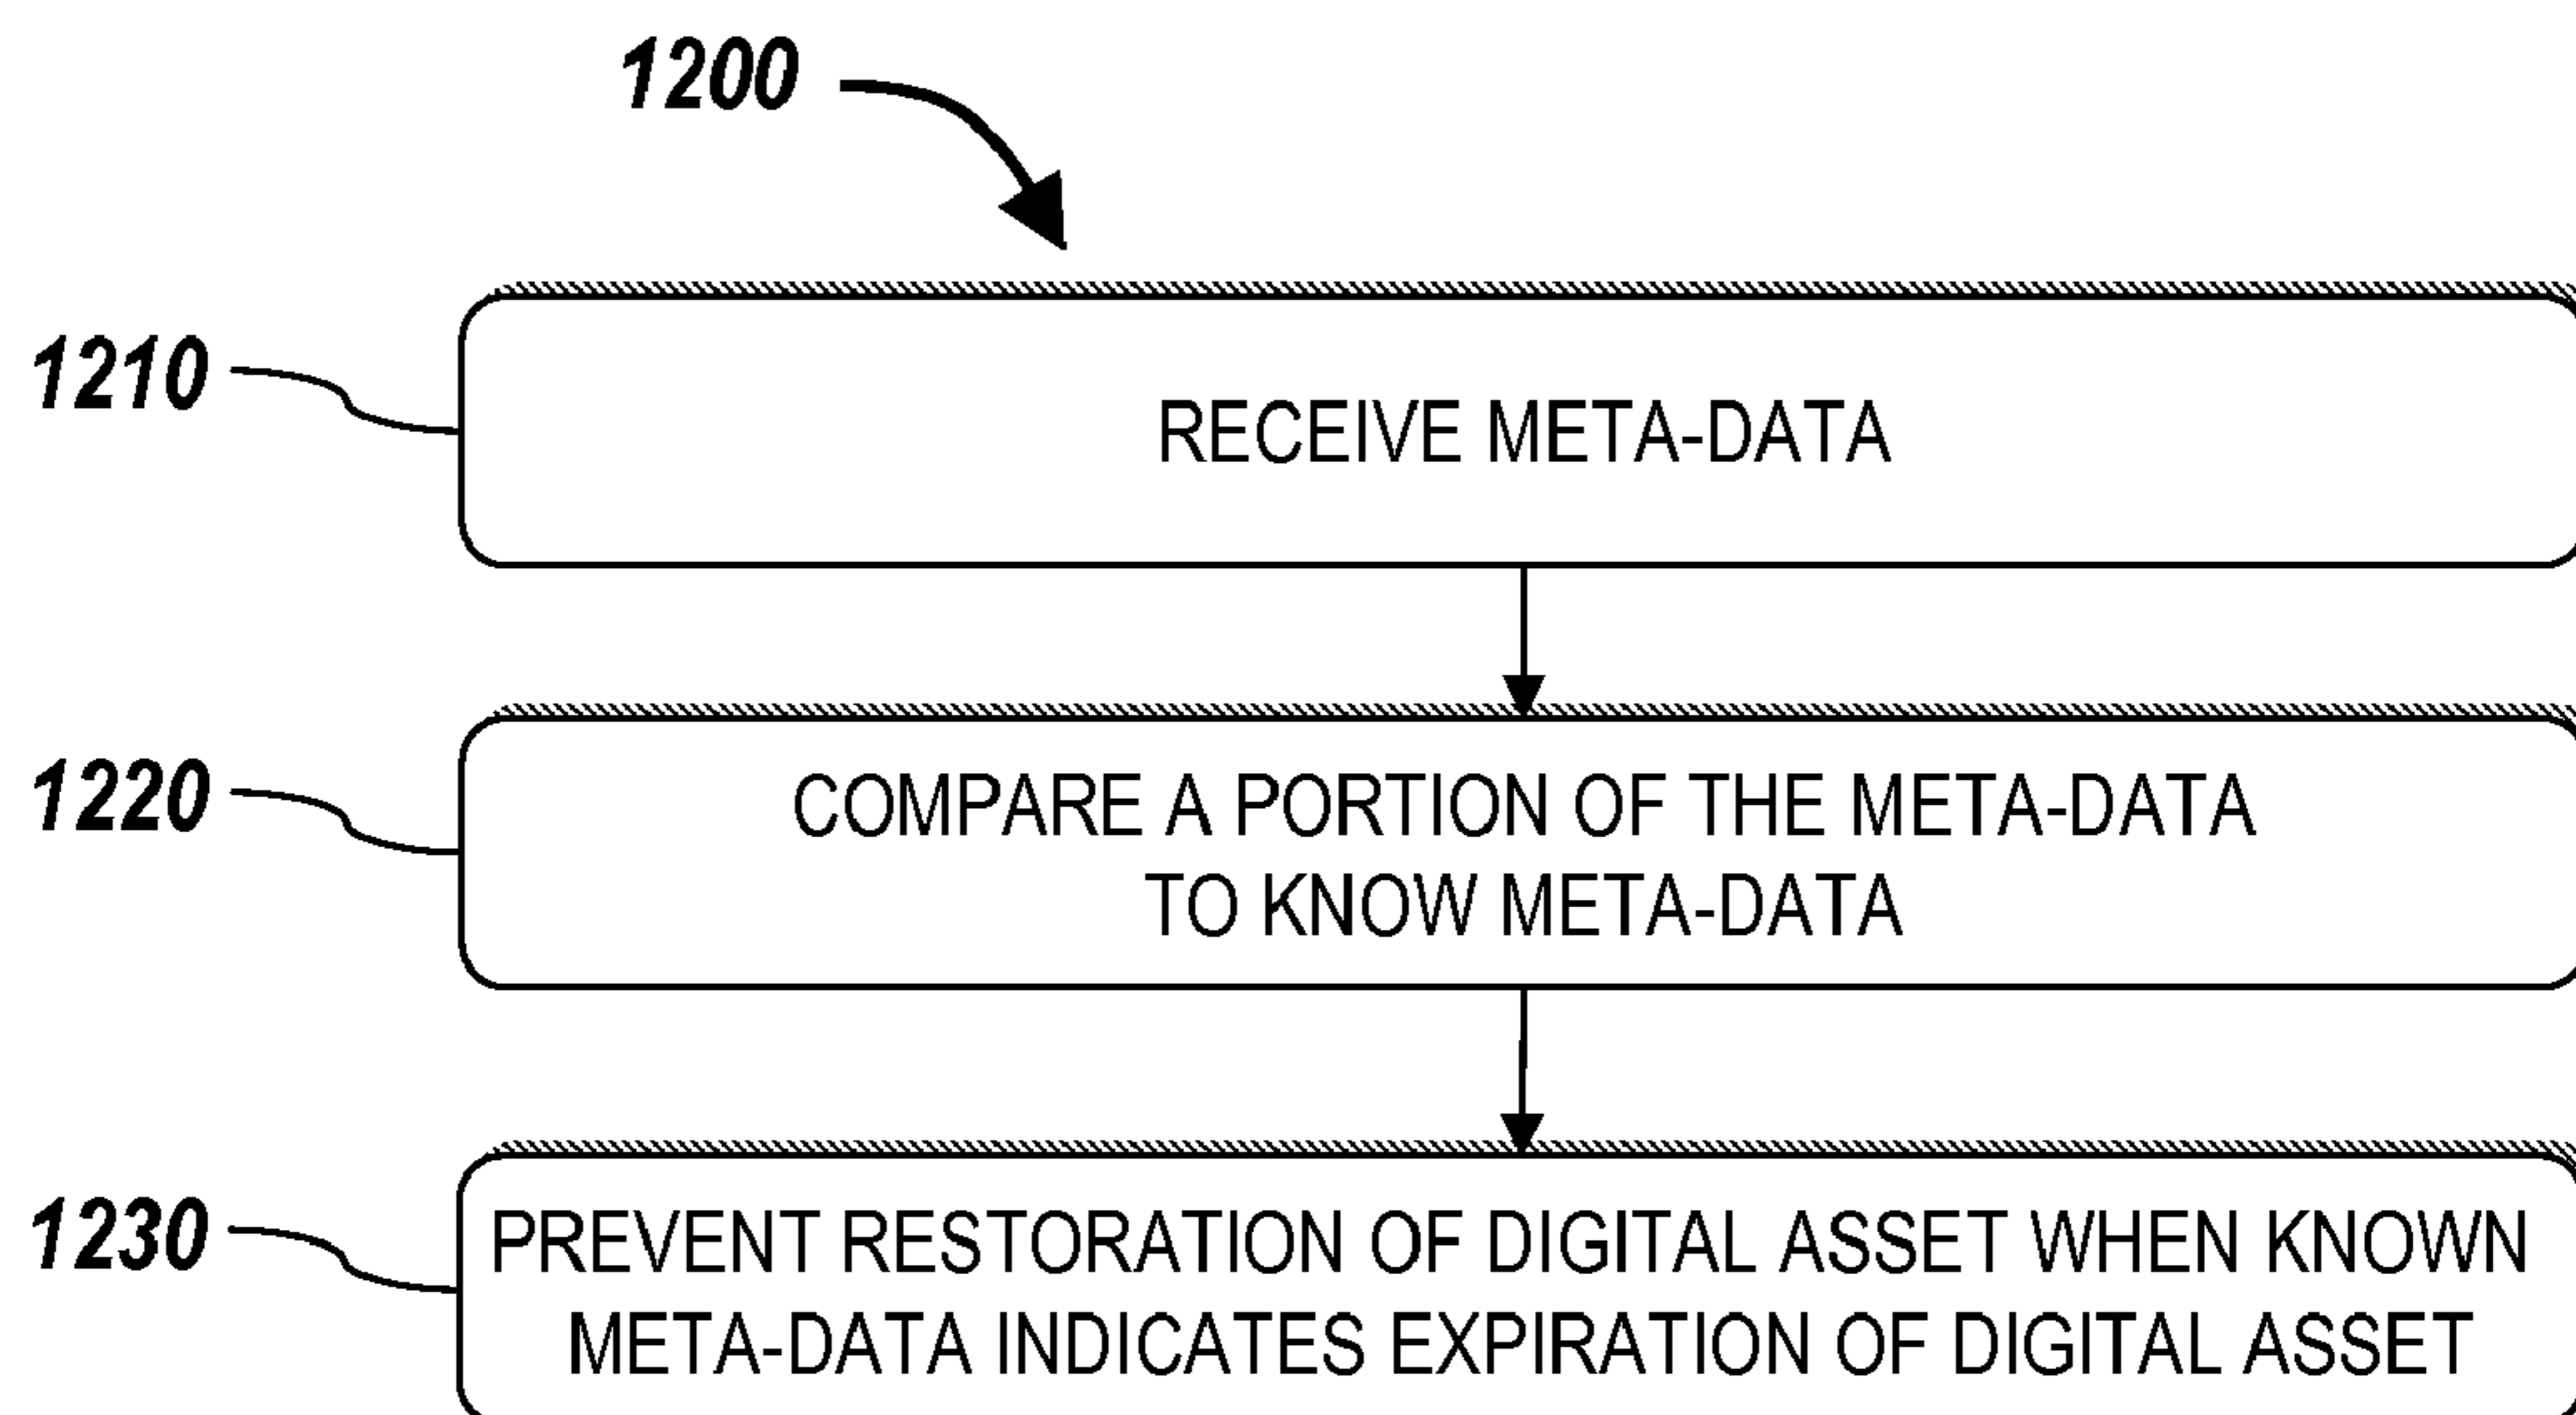 1200
1210
RECEIVE META-DATA
1220
COMPARE A PORTION OF THE META-DATA
TO KNOW META-DATA
1230
PREVENT RESTORATION OF DIGITAL ASSET WHEN KNOWN
META-DATA INDICATES EXPIRATION OF DIGITAL ASSET